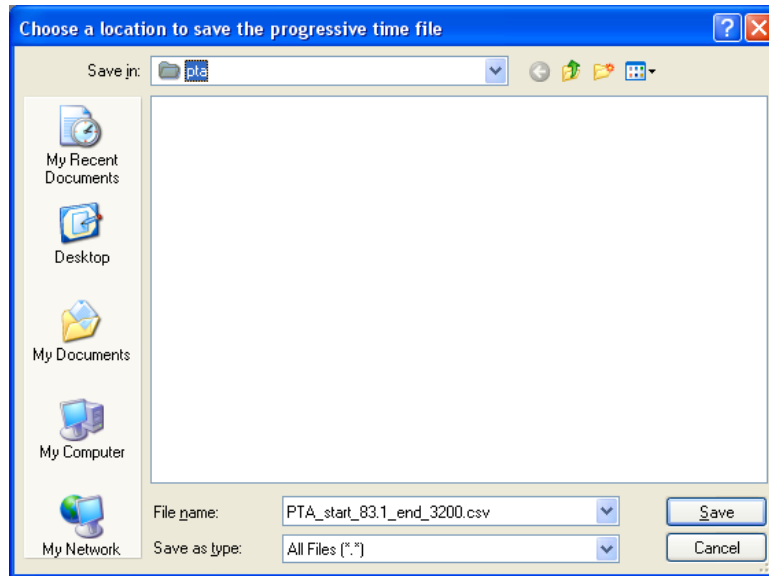 Choose a location to save the progressive time file
Save in:
pta
My Recent
Documents
Desktop
My Documents
My Computer
My Network
File name:
PTA_start_83.1_end_3200.csv
Save
Save as type:
All Files (*.*)
Cancel